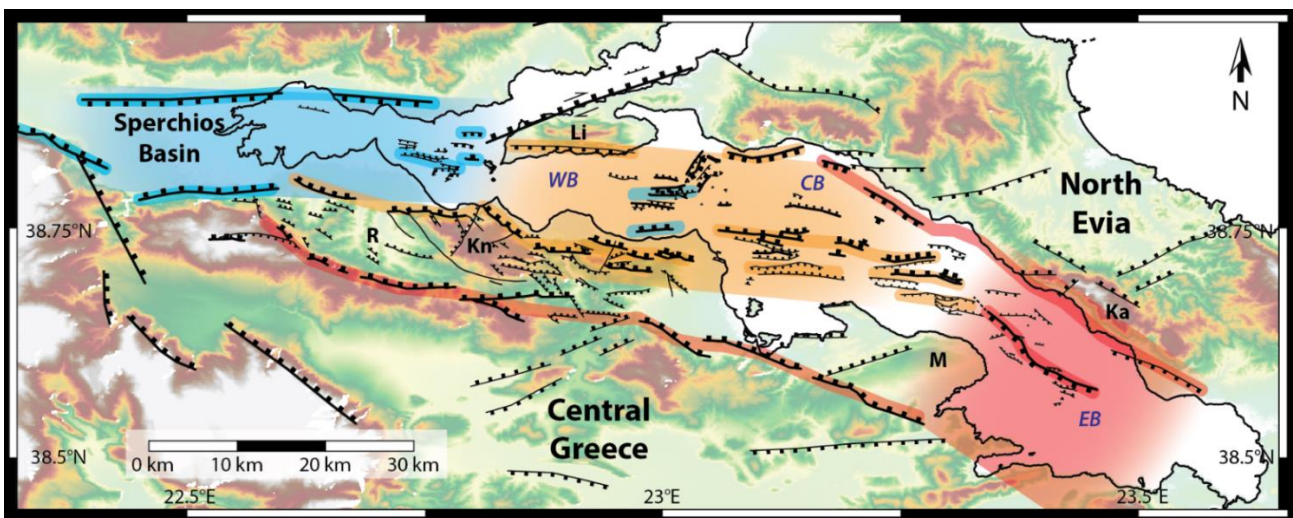 N
Sperchios
Basin
Li
WB
CB
North
Evia
38.75°N
38.75°N
R
Kn
Ka
M
Central
Greece
EB
0 km 10 km 20 km 30 km
38.5°N
38.5°N
22.5°E
23°E
23.5°E